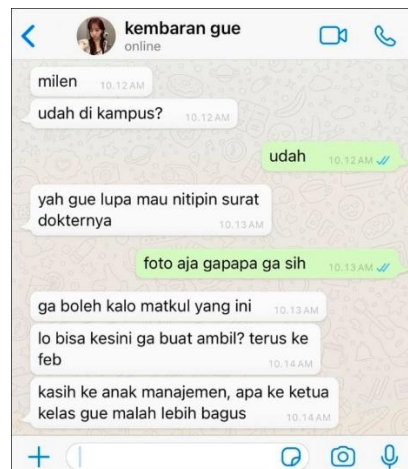 kembaran gue
online
milen 10.12 AM
udah di kampus? 10.12 AM
udah 10.12 AM
yah gue lupa mau nitipin surat
dokternya 10.13 AM
foto aja gapapa ga sih 10.13 AM
ga boleh kalo matkul yang ini 10.13 AM
lo bisa kesini ga buat ambil? terus ke
feb 10.14 AM
kasih ke anak manajemen, apa ke ketua
kelas gue malah lebih bagus 10.14 AM